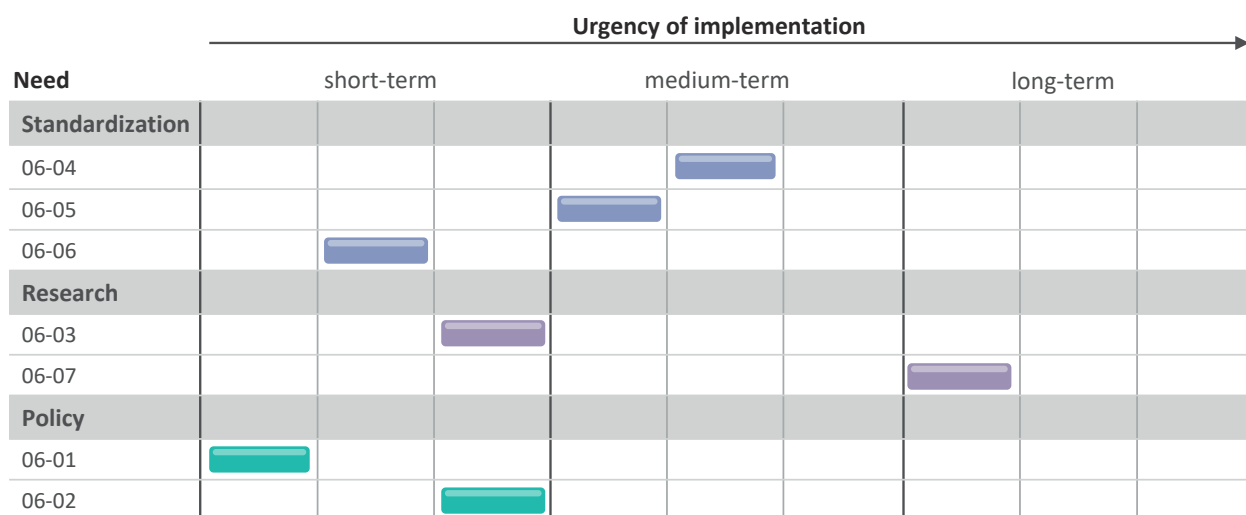 Urgency of implementation
Need short-term medium-term long-term
Standardization
06-04
06-05
06-06
Research
06-03
06-07
Policy
06-01
06-02